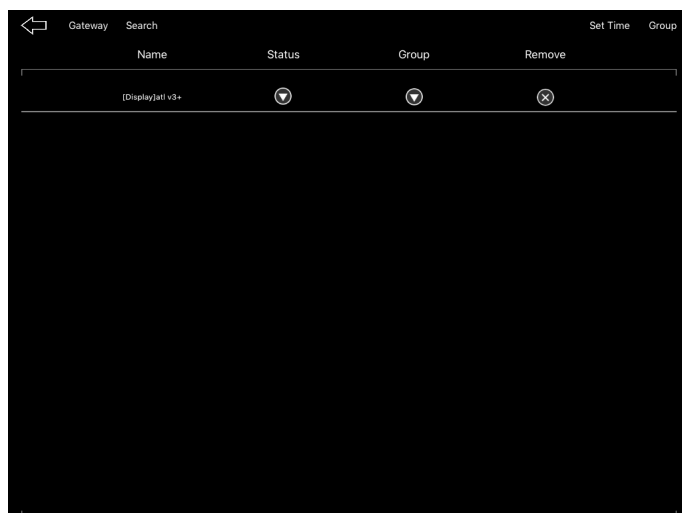 Gateway Search Set Time Group
Name Status Group Remove
[Display]atl v3+